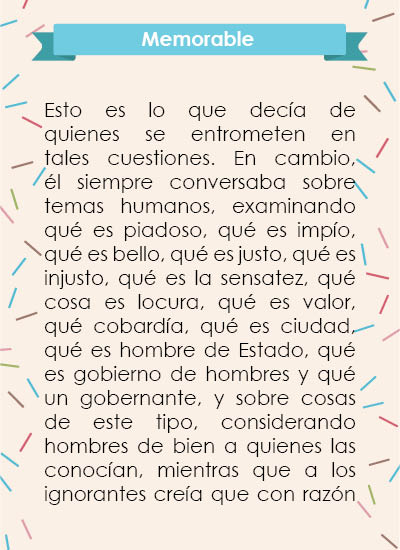 Memorable
Esto es lo que decía de
quienes se entrometen en
tales cuestiones. En cambio,
él siempre conversaba sobre
temas humanos, examinando
qué es piadoso, qué es impío,
qué es bello, qué es justo, qué es
injusto, qué es la sensatez, qué
cosa es locura, qué es valor,
qué cobardía, qué es ciudad,
qué es hombre de Estado, qué
es gobierno de hombres y qué
un gobernante, y sobre cosas
de este tipo, considerando
hombres de bien a quienes las
conocían, mientras que a los
ignorantes creía que con razón